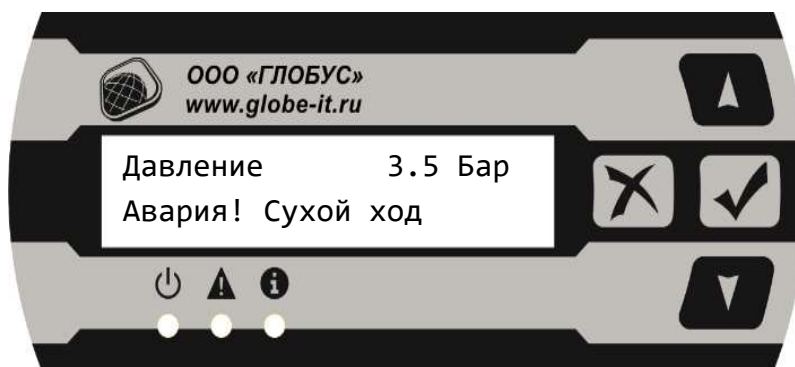 ООО «ГЛОБУС»
www.globe-it.ru
Давление 3.5 Бар
Авария! Сухой ход